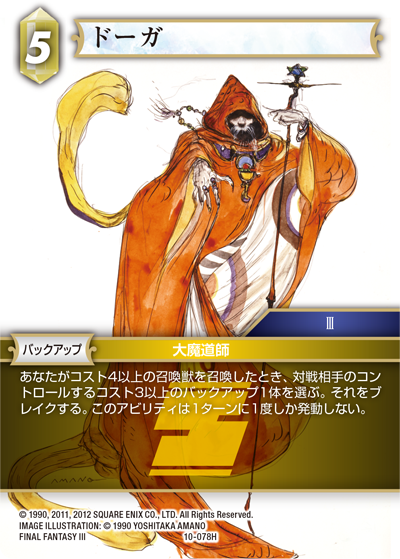 5
ドーガ
III
バックアップ
大魔道師
あなたがコスト4以上の召喚獣を召喚したとき、対戦相手のコント
ロールするコスト3以上のバックアップ1体を選ぶ。それを
ブレイクする。このアビリティは1ターンに1度しか発動しない。
AMANO
© 1990, 2011, 2012 SQUARE ENIX CO., LTD. All Rights Reserved.
IMAGE ILLUSTRATION: © 1990 YOSHITAKA AMANO
FINAL FANTASY III 10-078H